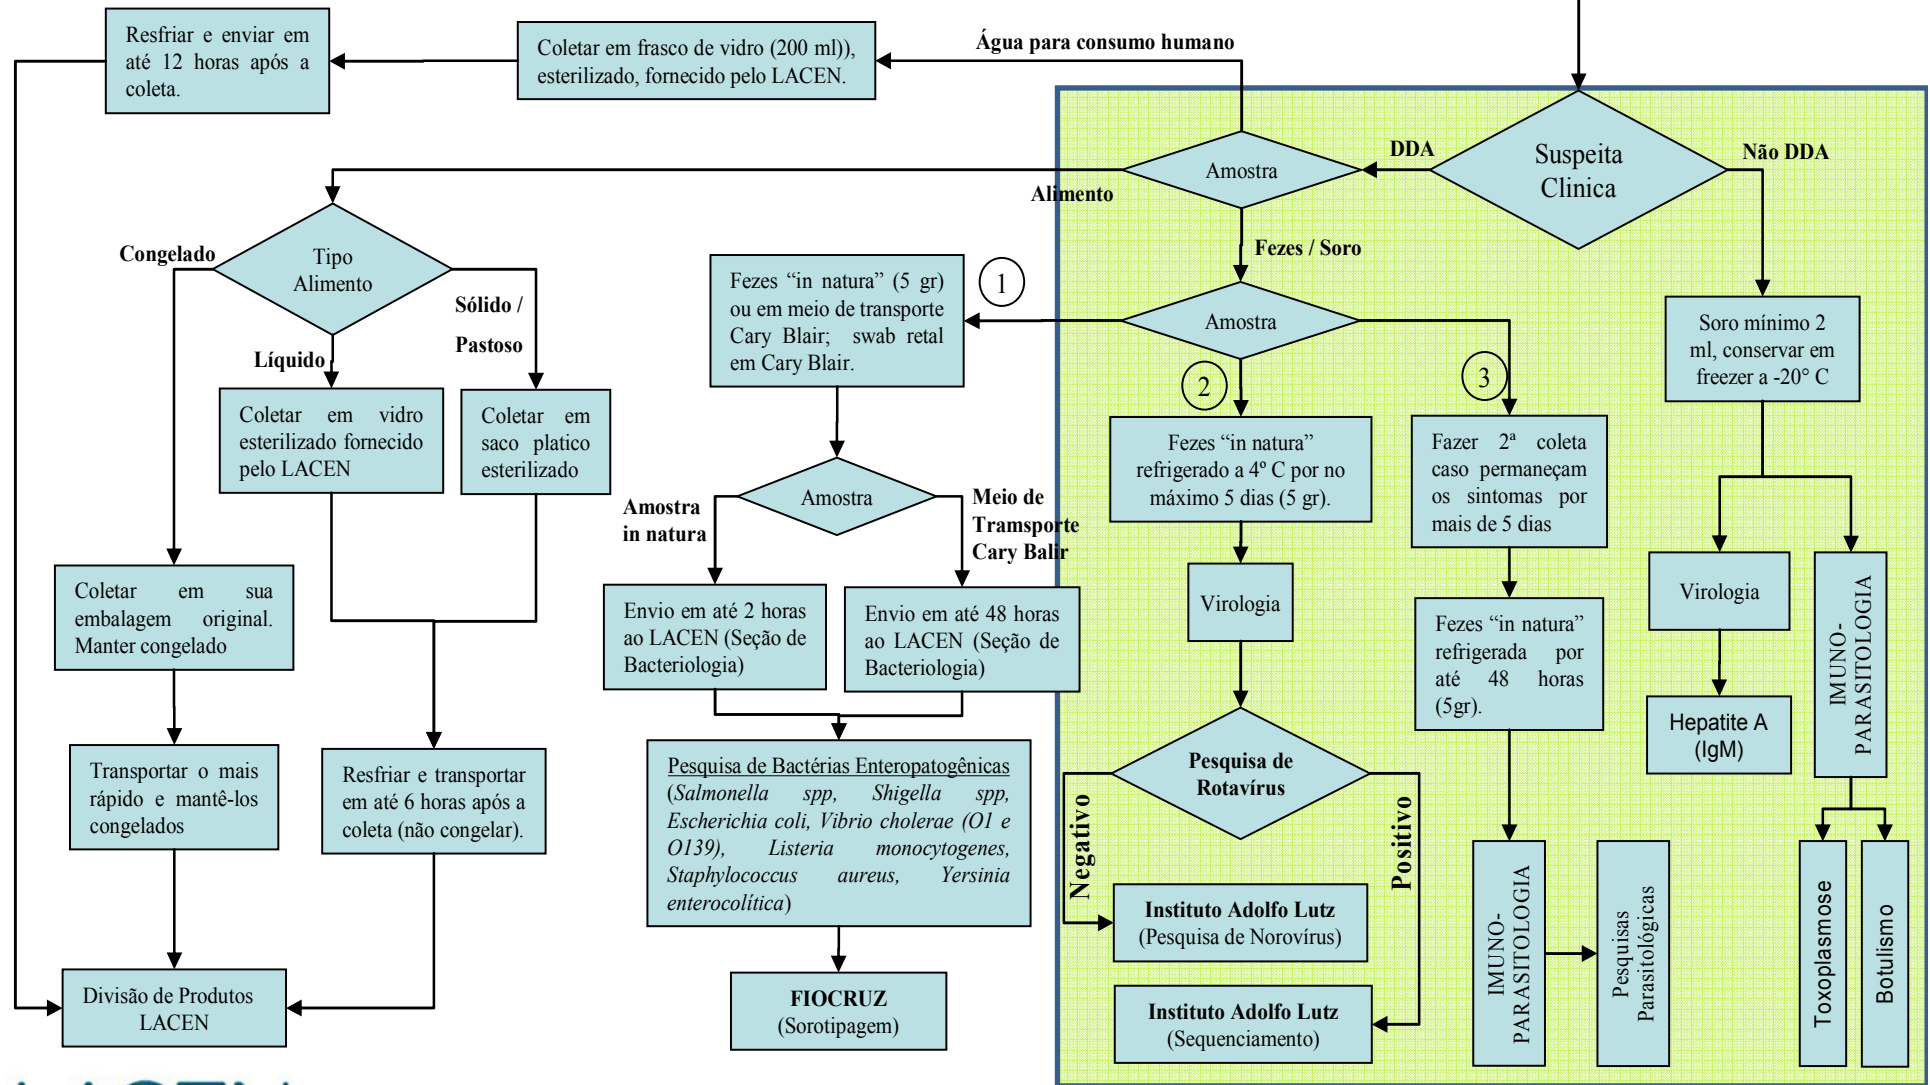 Resfriar e enviar em
até 12 horas após a
coleta.
Coletar em frasco de vidro (200 ml)),
esterilizado, fornecido pelo LACEN.
Água para consumo humano
Suspeita
Clinica
DDA
Não DDA
Amostra
Alimento
Fezes / Soro
Tipo
Alimento
Congelado
Líquido
Sólido /
Pastoso
Fezes “in natura” (5 gr)
ou em meio de transporte
Cary Blair; swab retal
em Cary Blair.
1
Amostra
2
3
Soro mínimo 2
ml, conservar em
freezer a -20° C
Coletar em vidro
esterilizado fornecido
pelo LACEN
Coletar em
saco platico
esterilizado
Fezes “in natura”
refrigerado a 4º C por no
máximo 5 dias (5 gr).
Fazer 2ª coleta
caso permaneçam
os sintomas por
mais de 5 dias
Amostra
Amostra
in natura
Meio de
Transporte
Cary Balir
Coletar em sua
embalagem original.
Manter congelado
Envio em até 2 horas
ao LACEN (Seção de
Bacteriologia)
Envio em até 48 horas
ao LACEN (Seção de
Bacteriologia)
Virologia
Fezes “in natura”
refrigerada por
até 48 horas
(5gr).
Virologia
IMUNO-
PARASITOLOGIA
Hepatite A
(IgM)
Transportar o mais
rápido e mantê-los
congelados
Resfriar e transportar
em até 6 horas após a
coleta (não congelar).
Pesquisa de Bactérias Enteropatogênicas
(Salmonella spp, Shigella spp,
Escherichia coli, Vibrio cholerae (O1 e
O139), Listeria monocytogenes,
Staphylococcus aureus, Yersinia
enterocolítica)
Pesquisa de
Rotavírus
Negativo
Positivo
Instituto Adolfo Lutz
(Pesquisa de Norovírus)
Instituto Adolfo Lutz
(Sequenciamento)
IMUNO-
PARASITOLOGIA
Pesquisas
Parasitológicas
Toxoplasmose
Botulismo
Divisão de Produtos
LACEN
FIOCRUZ
(Sorotipagem)